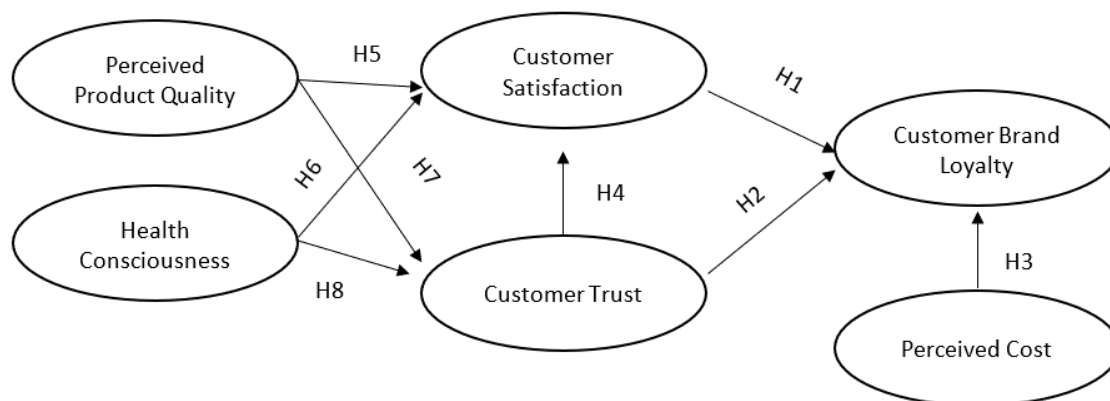 Perceived
Product Quality
H5
Customer
Satisfaction
H1
Customer Brand
Loyalty
H6
H7
H4
H2
Health
Consciousness
H8
Customer Trust
H3
Perceived Cost